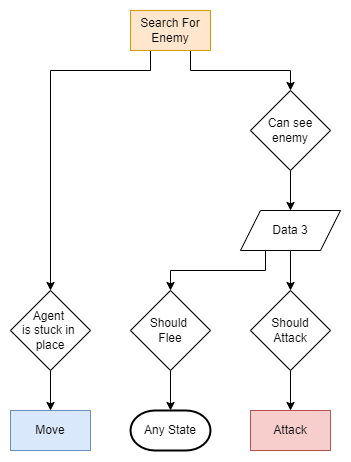 Search For
Enemy
Can see
enemy
Data 3
Agent
is stuck in
place
Should
Flee
Should
Attack
Move
Any State
Attack